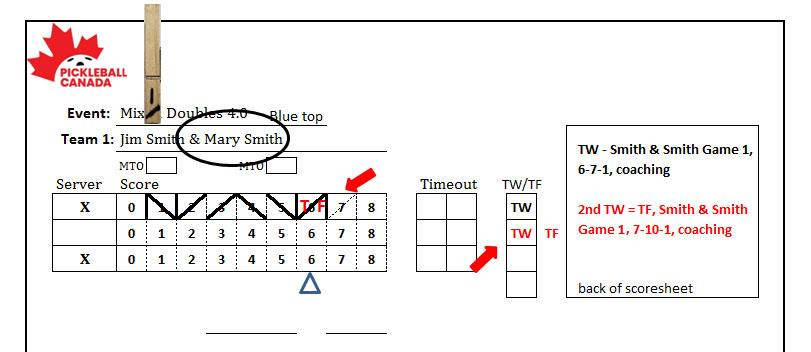 PICKLEBALL
CANADA
Event: Mixed Doubles 4.0 Blue top
Team 1: Jim Smith & Mary Smith
MTO MTO
Server Score Timeout TW/TF
X 0 1 2 3 4 5 6 TF 7 8 TW
0 1 2 3 4 5 6 7 8 TW TF
X 0 1 2 3 4 5 6 7 8
TW - Smith & Smith Game 1,
6-7-1, coaching
2nd TW = TF, Smith & Smith
Game 1, 7-10-1, coaching
back of scoresheet